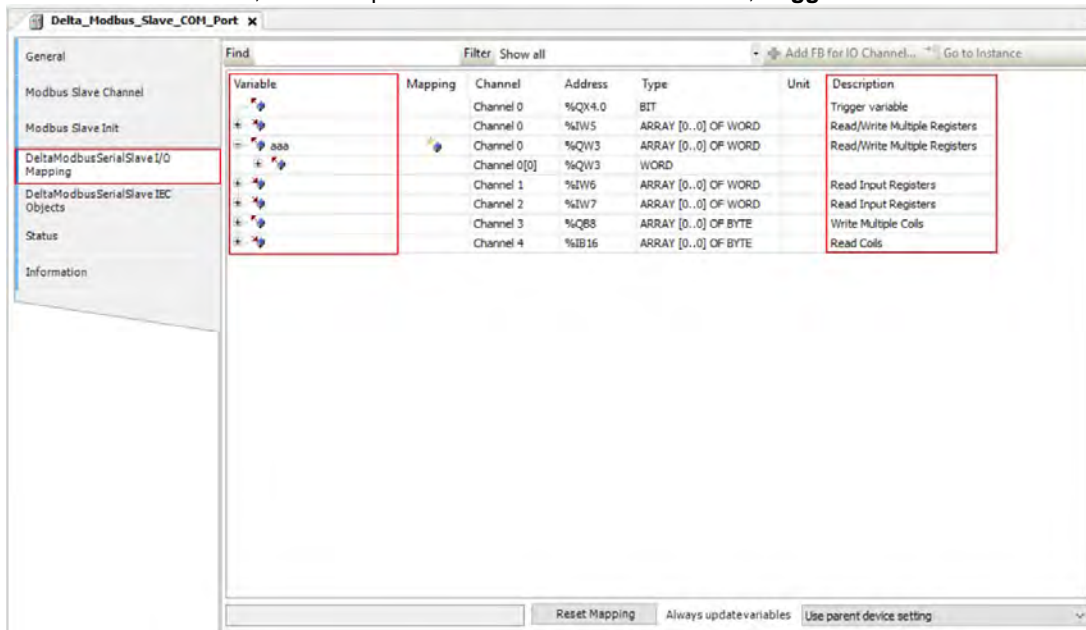 Delta_Modbus_Slave_COM_Port x
General
Modbus Slave Channel
Modbus Slave Init
DeltaModbusSerialSlave I/O
Mapping
DeltaModbusSerialSlave IEC
Objects
Status
Information
Find Filter Show all Add FB for IO Channel... Go to Instance
Variable Mapping Channel Address Type Unit Description
Channel 0 %QX4.0 BIT Trigger variable
Channel 0 %IW5 ARRAY [0..0] OF WORD Read/Write Multiple Registers
aaa Channel 0 %QW3 ARRAY [0..0] OF WORD Read/Write Multiple Registers
Channel 0[0] %QW3 WORD
Channel 1 %IW6 ARRAY [0..0] OF WORD Read Input Registers
Channel 2 %IW7 ARRAY [0..0] OF WORD Read Input Registers
Channel 3 %QB8 ARRAY [0..0] OF BYTE Write Multiple Coils
Channel 4 %IB16 ARRAY [0..0] OF BYTE Read Coils
Reset Mapping Always update variables Use parent device setting